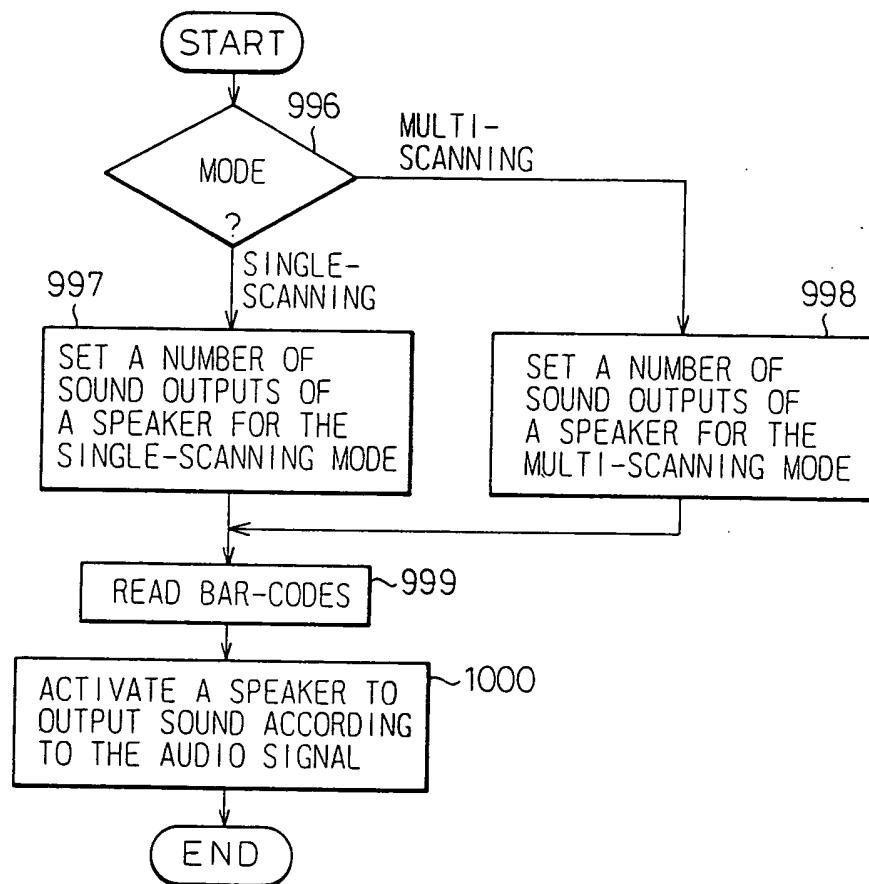 START
996
MODE
?
MULTI-
SCANNING
SINGLE-
SCANNING
997
SET A NUMBER OF
SOUND OUTPUTS OF
A SPEAKER FOR THE
SINGLE-SCANNING MODE
998
SET A NUMBER OF
SOUND OUTPUTS OF
A SPEAKER FOR THE
MULTI-SCANNING MODE
READ BAR-CODES
999
ACTIVATE A SPEAKER TO
OUTPUT SOUND ACCORDING
TO THE AUDIO SIGNAL
1000
END